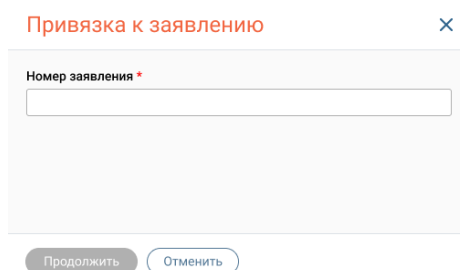 Привязка к заявлению
Номер заявления *
Продолжить
Отменить